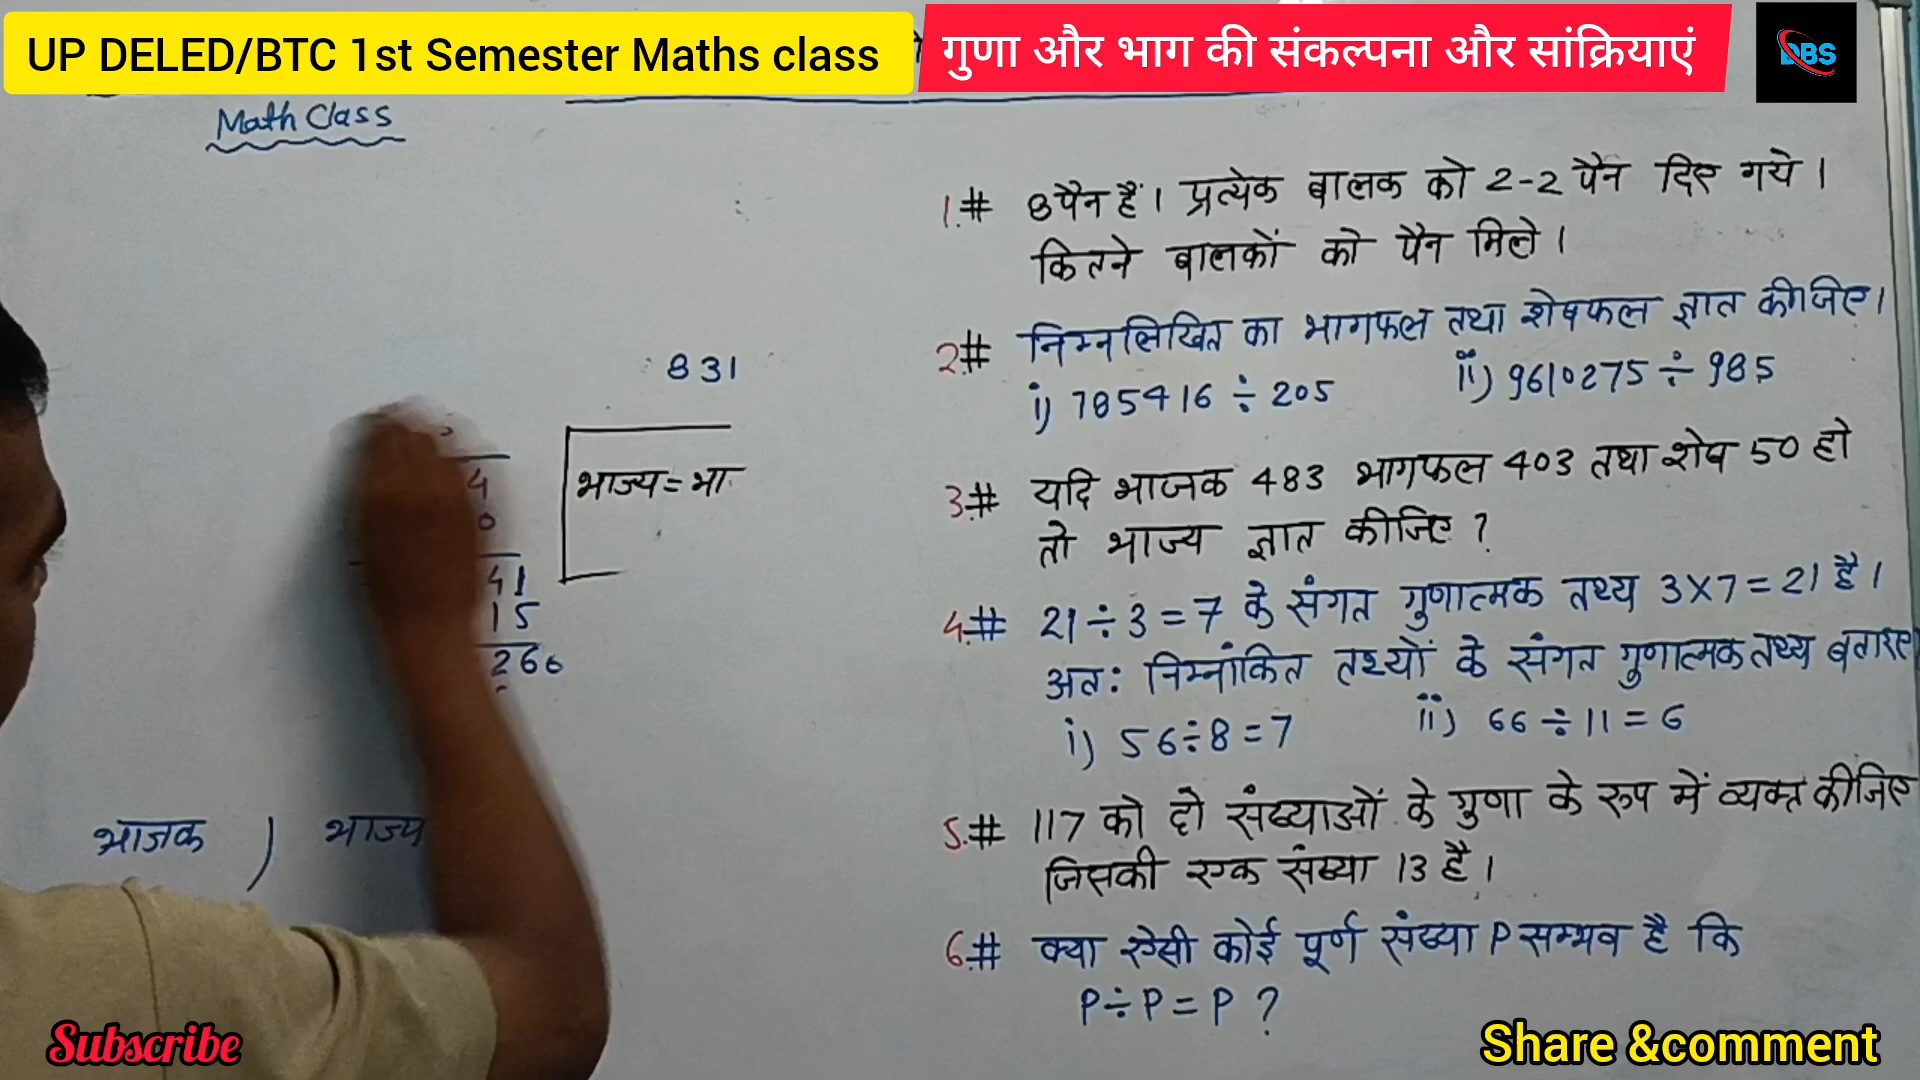 UP DELED/BTC 1st Semester Maths class
गुणा और भाग की संकल्पना और सांक्रियाएं
DBS
Math Class
831
4
0
41
15
266
भाज्य = भा
भाजक ) भाज्य
1.# 8 पैन हैं। प्रत्येक बालक को 2-2 पैन दिए गये।
कितने बालकों को पैन मिले।
2.# निम्नलिखित का भागफल तथा शेषफल ज्ञात कीजिए।
i) 785416 ÷ 205 ii) 9610275 ÷ 985
3.# यदि भाजक 483 भागफल 403 तथा शेष 50 हो
तो भाज्य ज्ञात कीजिए ?
4.# 21 ÷ 3 = 7 के संगत गुणात्मक तथ्य 3 × 7 = 21 है।
अत: निम्नांकित तथ्यों के संगत गुणात्मक तथ्य बताइए
i) 56 ÷ 8 = 7 ii) 66 ÷ 11 = 6
5.# 117 को दो संख्याओं के गुणा के रूप में व्यक्त कीजिए
जिसकी एक संख्या 13 है।
6.# क्या ऐसी कोई पूर्ण संख्या P सम्भव है कि
P ÷ P = P ?
Subscribe
Share &comment